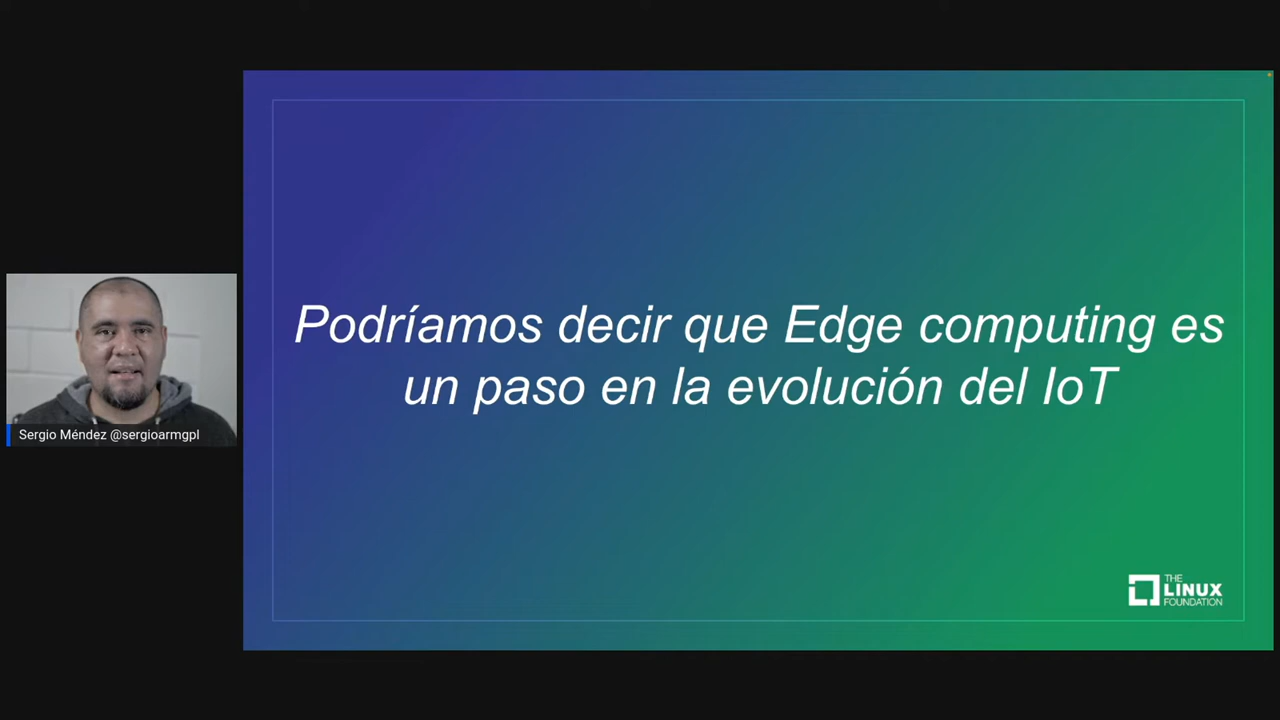 Podríamos decir que Edge computing es
un paso en la evolución del IoT
Sergio Méndez @sergioarmgpl
THE
LINUX
FOUNDATION